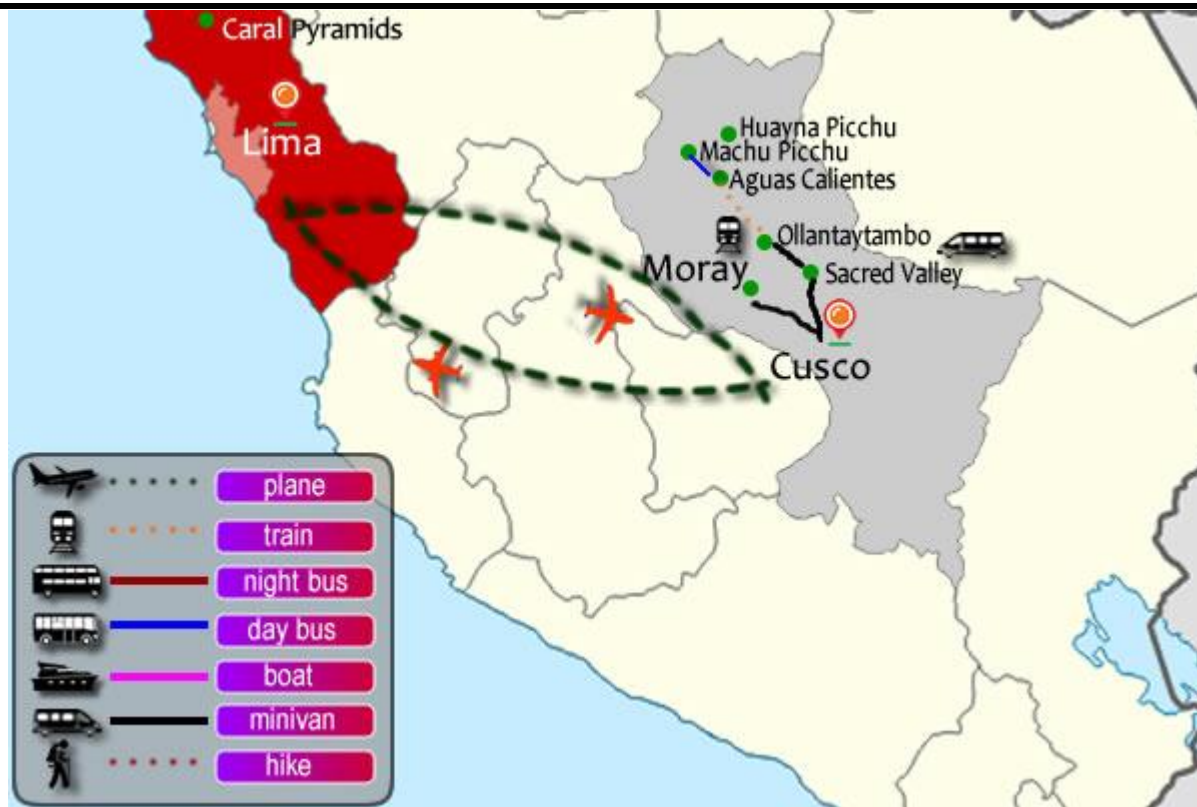 Caral Pyramids
Lima
Huayna Picchu
Machu Picchu
Aguas Calientes
Ollantaytambo
Moray
Sacred Valley
Cusco
plane
train
night bus
day bus
boat
minivan
hike